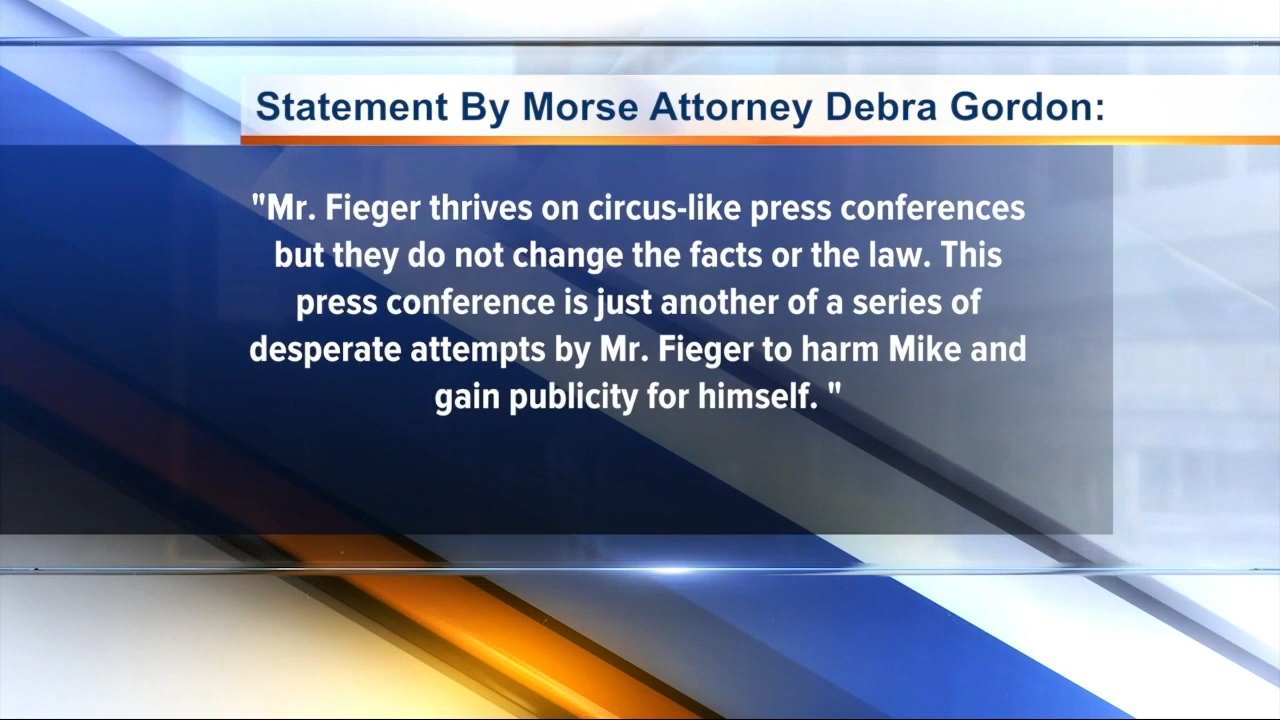 Statement By Morse Attorney Debra Gordon:
"Mr. Fieger thrives on circus-like press conferences
but they do not change the facts or the law. This
press conference is just another of a series of
desperate attempts by Mr. Fieger to harm Mike and
gain publicity for himself. "